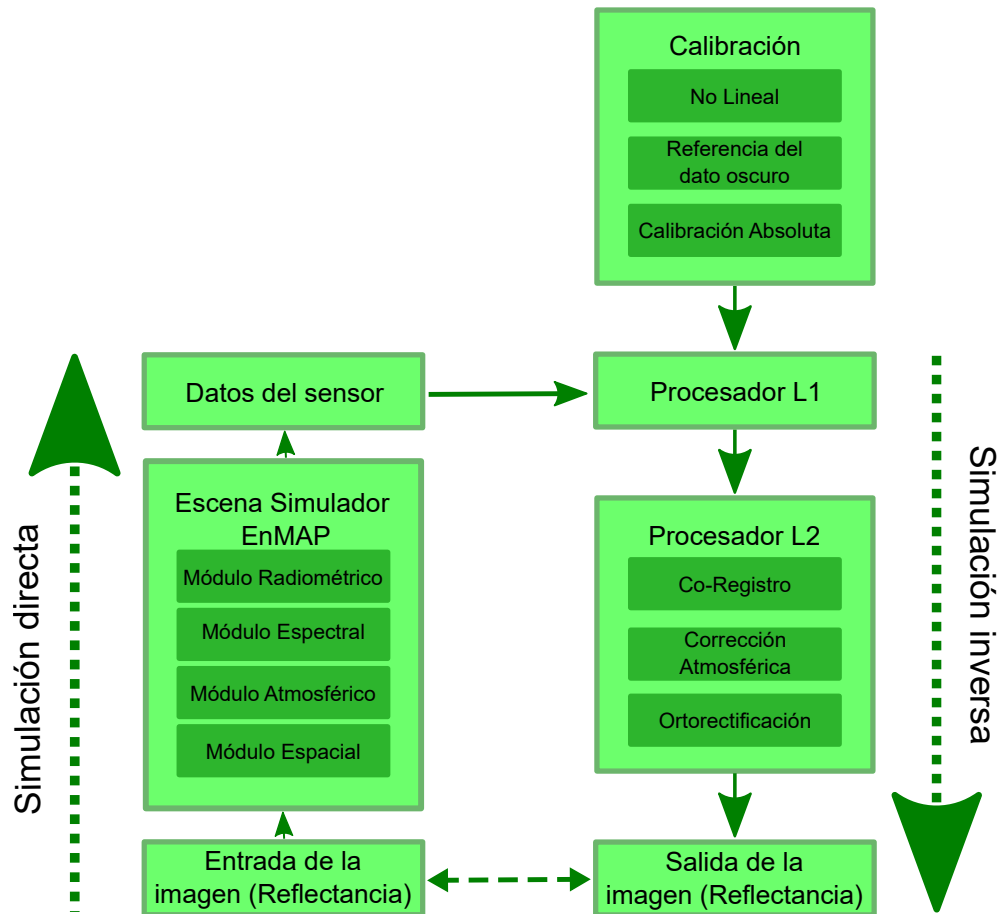 Calibración
No Lineal
Referencia del
dato oscuro
Calibración Absoluta
Datos del sensor
Procesador L1
Escena Simulador
EnMAP
Módulo Radiométrico
Módulo Espectral
Módulo Atmosférico
Módulo Espacial
Procesador L2
Co-Registro
Corrección
Atmosférica
Ortorectificación
Entrada de la
imagen (Reflectancia)
Salida de la
imagen (Reflectancia)
Simulación directa
Simulación inversa